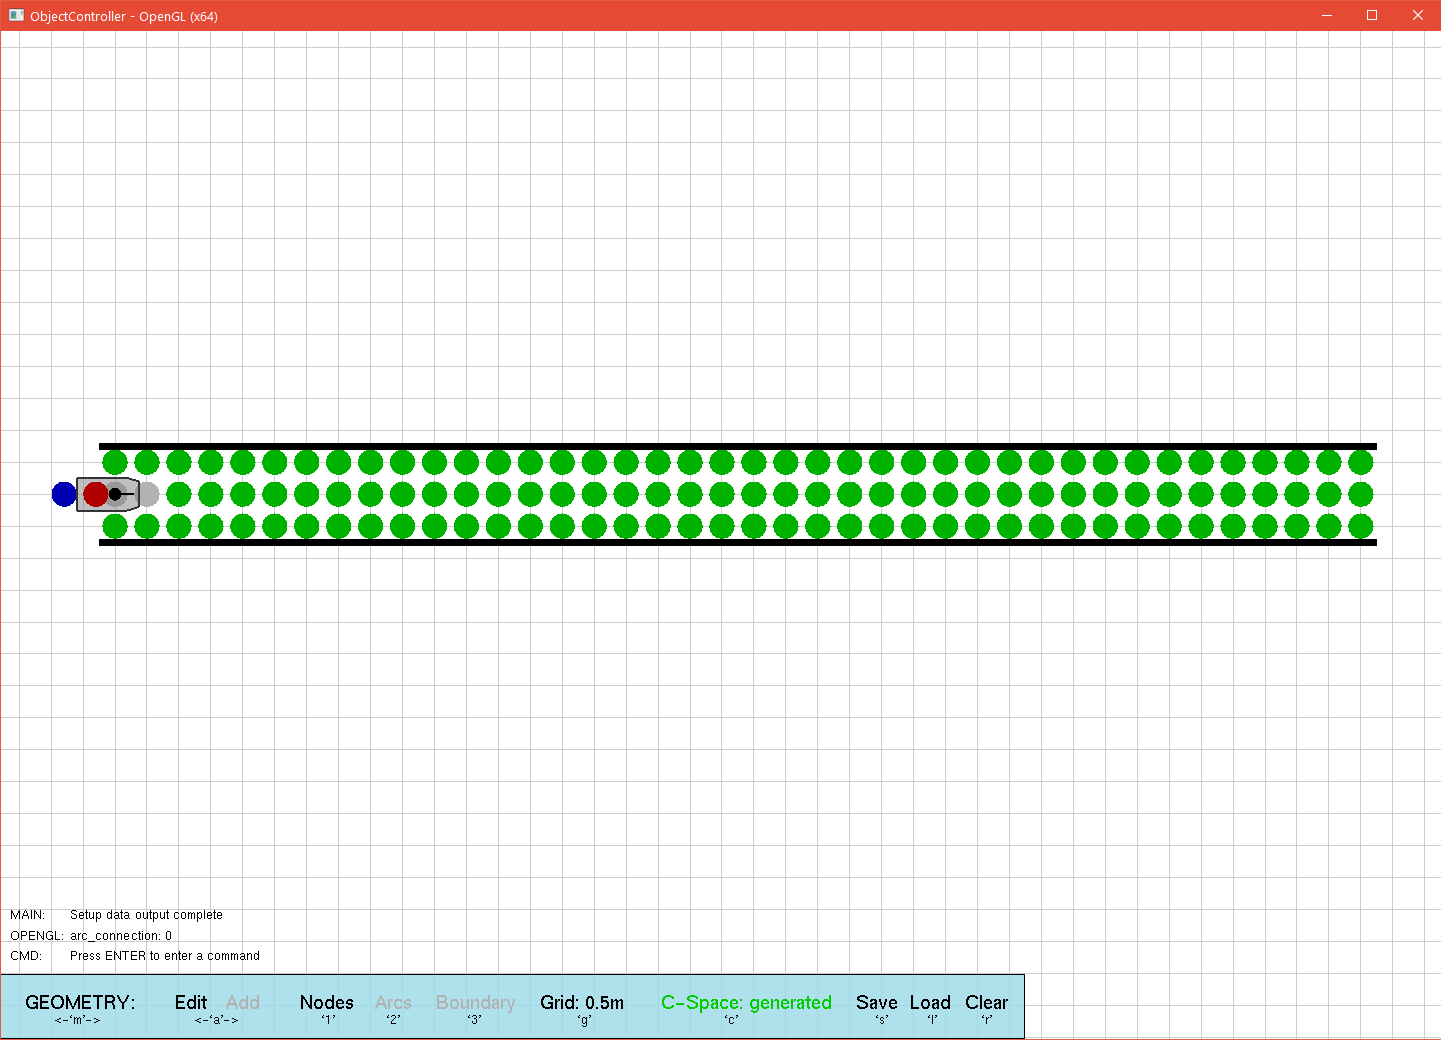 ObjectController - OpenGL (x64)
MAIN: Setup data output complete
OPENGL: arc_connection: 0
CMD: Press ENTER to enter a command
GEOMETRY: Edit Add Nodes Arcs Boundary Grid: 0.5m C-Space: generated Save Load Clear
<-'m'-> <-'a'-> '1' '2' '3' 'g' 'c' 's' 'l' 'r'